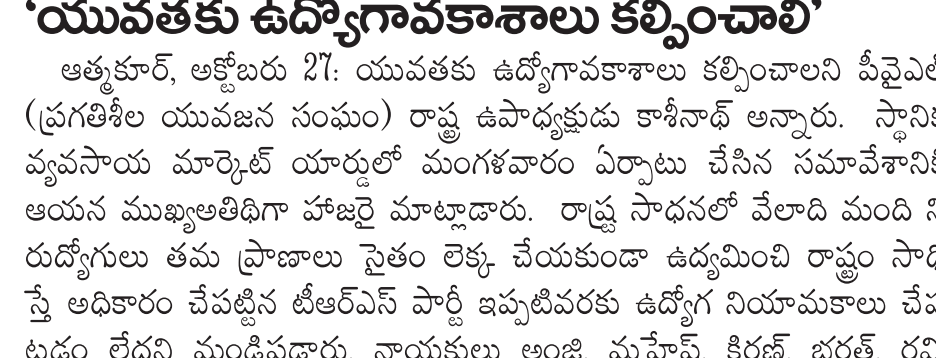 ‘యువతకు ఉద్యోగావకాశాలు కల్పించాలి’
ఆత్మకూర్, అక్టోబరు 27: యువతకు ఉద్యోగావకాశాలు కల్పించాలని పీవైఎల్
(ప్రగతిశీల యువజన సంఘం) రాష్ట్ర ఉపాధ్యక్షుడు కాశీనాథ్ అన్నారు. స్థానిక
వ్యవసాయ మార్కెట్ యార్డులో మంగళవారం ఏర్పాటు చేసిన సమావేశానికి
ఆయన ముఖ్యఅతిథిగా హాజరై మాట్లాడారు. రాష్ట్ర సాధనలో వేలాది మంది ని
రుద్యోగులు తమ ప్రాణాలు సైతం లెక్క చేయకుండా ఉద్యమించి రాష్ట్రం సాధి
స్తే అధికారం చేపట్టిన టీఆర్ఎస్ పార్టీ ఇప్పటివరకు ఉద్యోగ నియామకాలు చేప
ట్టడం లేదని మండిపడ్డారు. నాయకులు అంజి, మహేష్, కిరణ్, భరత్, రవి